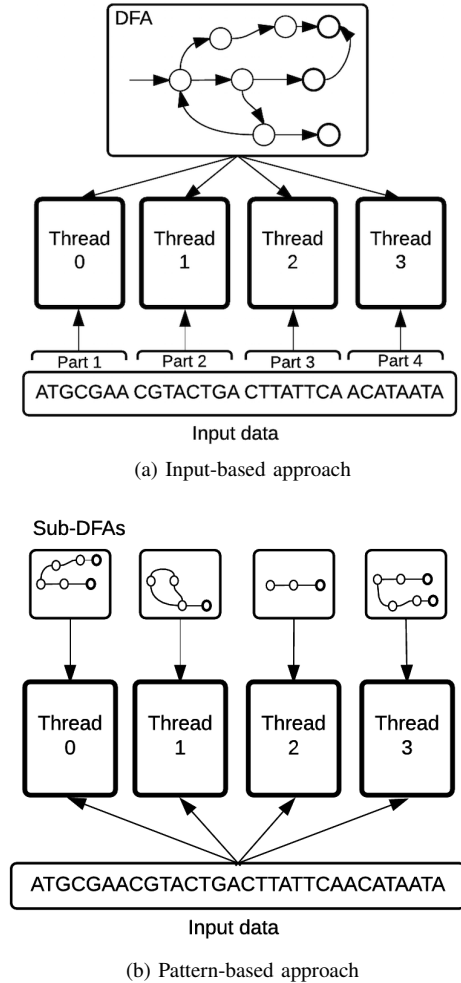 DFA
Thread 0
Thread 1
Thread 2
Thread 3
Part 1 Part 2 Part 3 Part 4
ATGCGAA CGTACTGA CTTATTCA ACATAATA
Input data
(a) Input-based approach
Sub-DFAs
Thread 0
Thread 1
Thread 2
Thread 3
ATGCGAACGTACTGACTTATTCAACATAATA
Input data
(b) Pattern-based approach